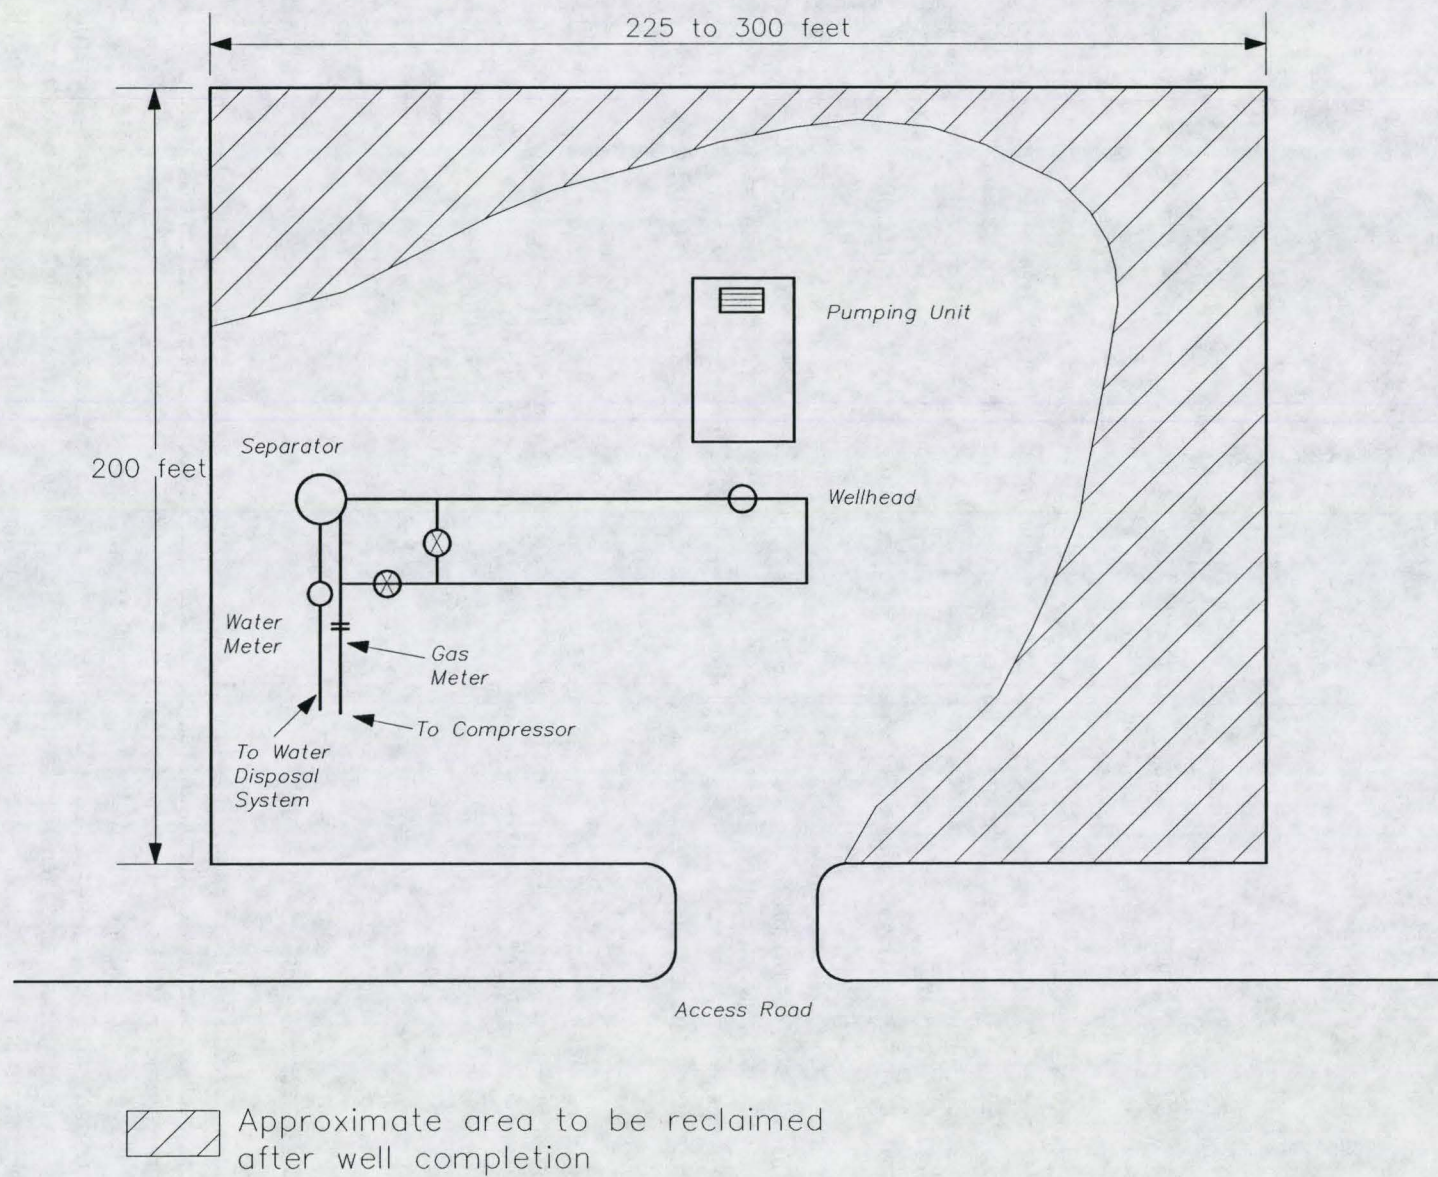 225 to 300 feet
Pumping Unit
Separator
200 feet
Wellhead
Water
Meter
Gas
Meter
To Compressor
To Water
Disposal
System
Access Road
Approximate area to be reclaimed
after well completion